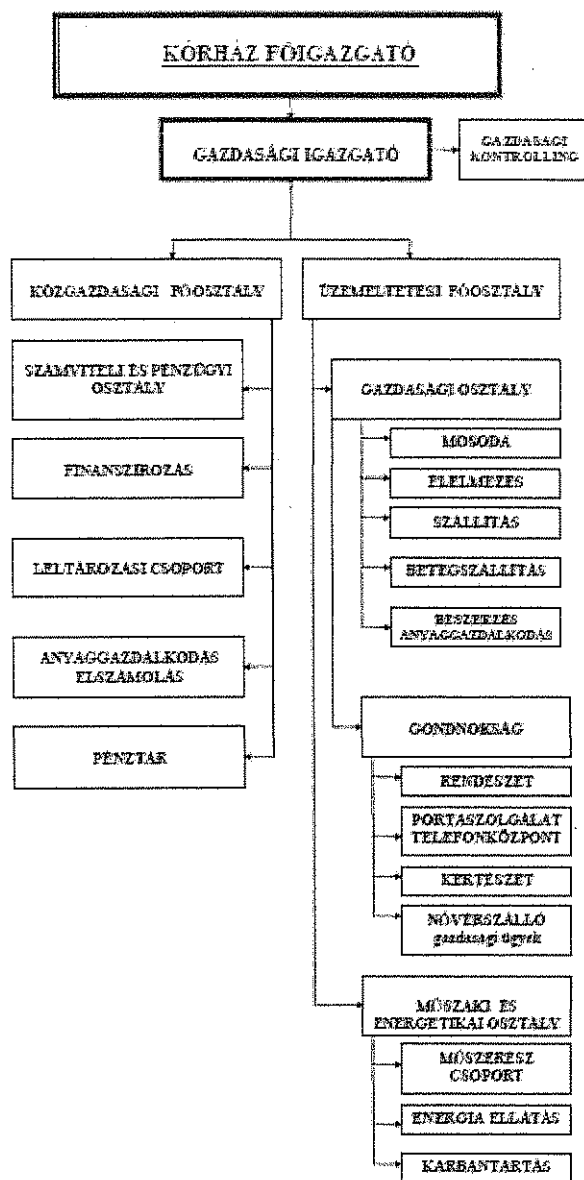 KÓRHÁZ FŐIGAZGATÓ
GAZDASÁGI IGAZGATÓ
GAZDASÁGI
KONTROLLING
KÖZGAZDASÁGI FŐOSZTÁLY
ÜZEMELTETÉSI FŐOSZTÁLY
SZÁMVITELI ÉS PÉNZÜGYI
OSZTÁLY
FINANSZÍROZÁS
LELTÁROZÁSI CSOPORT
ANYAGGAZDÁLKODÁS
ELSZÁMOLÁS
PÉNZTÁR
GAZDASÁGI OSZTÁLY
MOSODA
ÉLELMEZÉS
SZÁLLÍTÁS
BETEGSZÁLLÍTÁS
BESZERZÉS
ANYAGGAZDÁLKODÁS
GONDNOKSÁG
RENDÉSZET
PORTASZOLGÁLAT
TELEFONKÖZPONT
KERTÉSZET
NŐVÉRSZÁLLÓ
gazdasági ügyek
MŰSZAKI ÉS
ENERGETIKAI OSZTÁLY
MŰSZERÉSZ
CSOPORT
ENERGIA ELLÁTÁS
KARBANTARTÁS